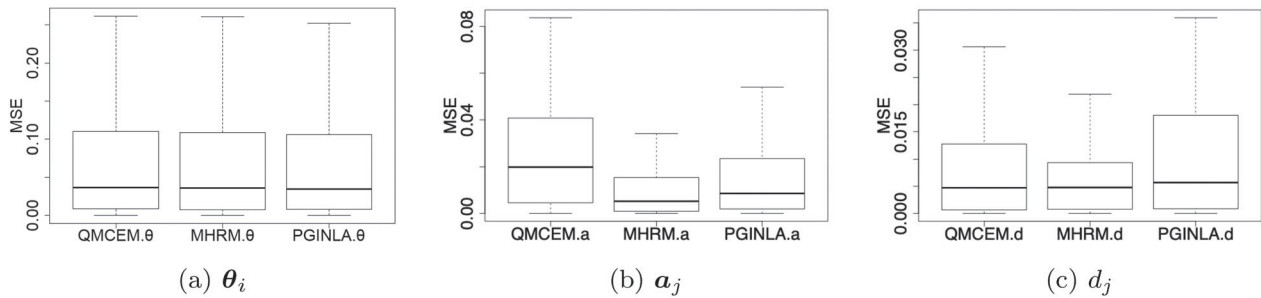 MSE
0.00 0.10 0.20
QMCEM.θ MHRM.θ PGINLA.θ
(a) θi
MSE
0.00 0.04 0.08
QMCEM.a MHRM.a PGINLA.a
(b) aj
MSE
0.000 0.015 0.030
QMCEM.d MHRM.d PGINLA.d
(c) dj